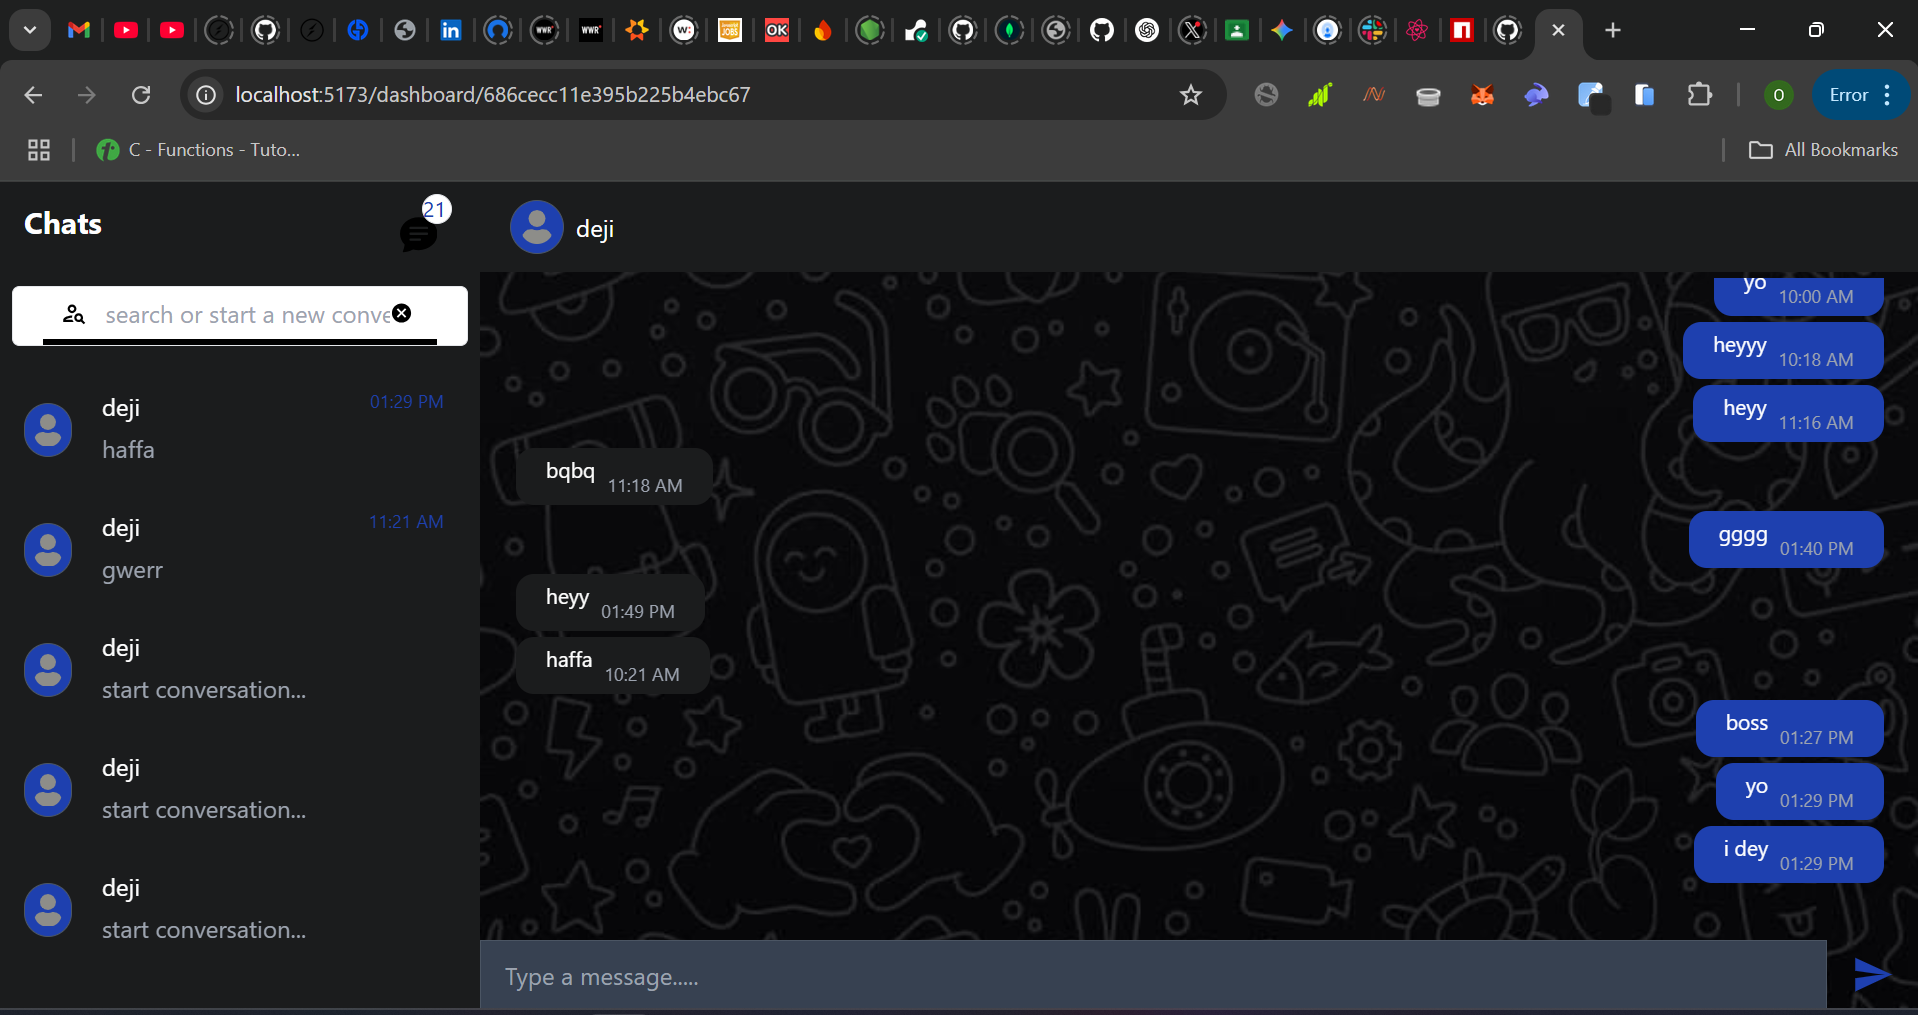 WWR
WWR
W:
JOBS
OK
localhost:5173/dashboard/686cecc11e395b225b4ebc67
O
Error
C - Functions - Tuto...
All Bookmarks
Chats
21
search or start a new conve
deji
01:29 PM
haffa
deji
11:21 AM
gwerr
deji
start conversation...
deji
start conversation...
deji
start conversation...
deji
yo 10:00 AM
heyyy 10:18 AM
heyy 11:16 AM
bqbq 11:18 AM
gggg 01:40 PM
heyy 01:49 PM
haffa 10:21 AM
boss 01:27 PM
yo 01:29 PM
i dey 01:29 PM
Type a message.....